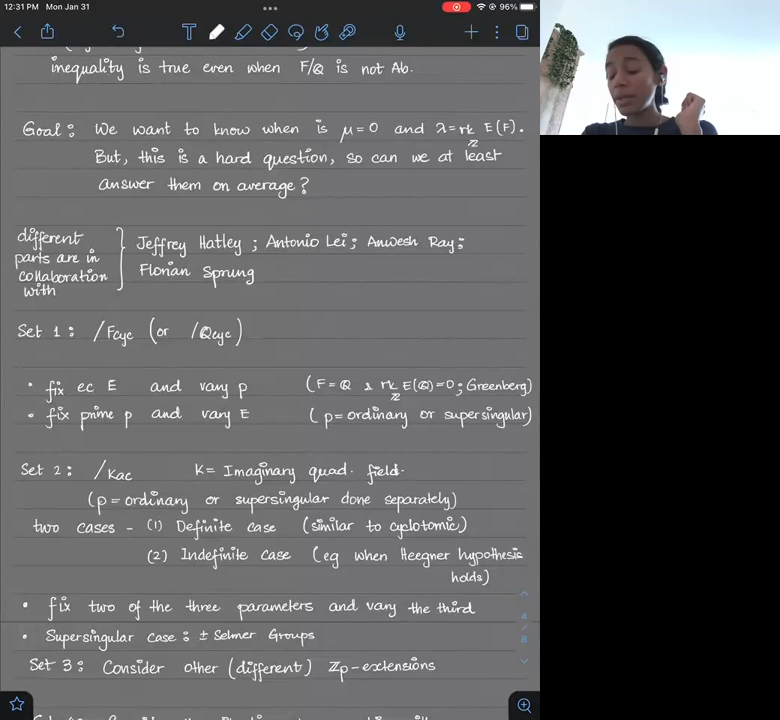 12:31 PM Mon Jan 31
96%
inequality is true even when F/Q is not Ab.
Goal: We want to know when is μ=0 and λ=rk_ℤ E(F).
But, this is a hard question, so can we at least
answer them on average?
different parts are in collaboration with } Jeffrey Hatley ; Antonio Lei ; Anwesh Ray ;
Florian Sprung
Set 1: /Fcyc (or /Qcyc)
• fix ec E and vary p (F=Q & rk_ℤ E(Q)=0; Greenberg)
• fix prime p and vary E (p=ordinary or supersingular)
Set 2: /Kac K= Imaginary quad. field.
(p=ordinary or supersingular done separately)
two cases - (1) Definite case (similar to cyclotomic)
(2) Indefinite case (eg when Heegner hypothesis
holds)
• fix two of the three parameters and vary the third
• Supersingular case: ± Selmer Groups
Set 3: Consider other (different) Zp-extensions
4
/
8